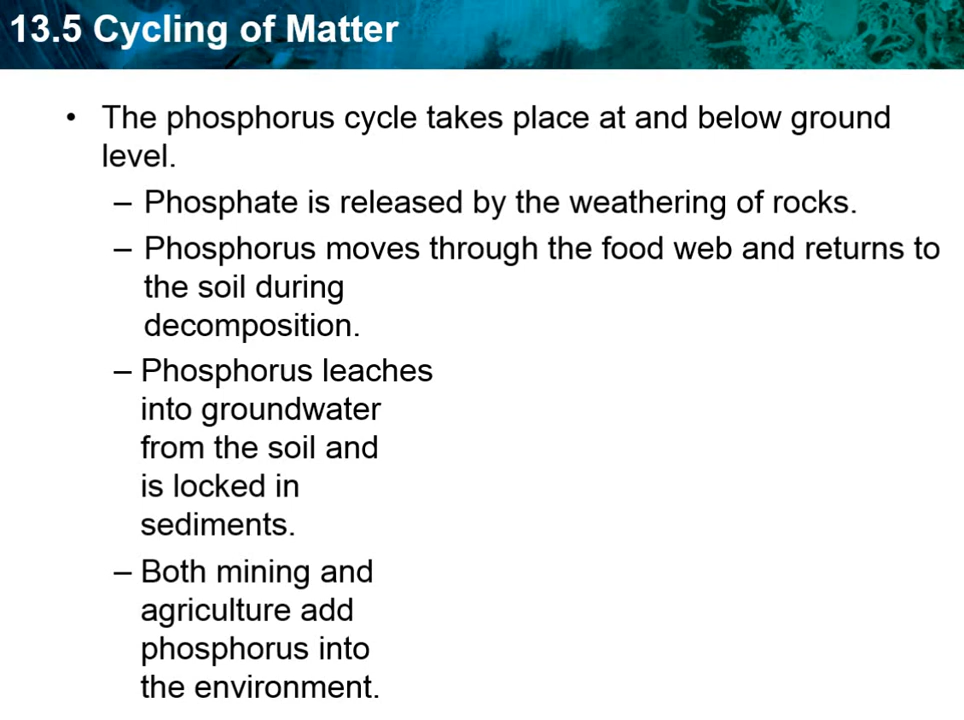 13.5 Cycling of Matter
• The phosphorus cycle takes place at and below ground
level.
– Phosphate is released by the weathering of rocks.
– Phosphorus moves through the food web and returns to
the soil during
decomposition.
– Phosphorus leaches
into groundwater
from the soil and
is locked in
sediments.
– Both mining and
agriculture add
phosphorus into
the environment.